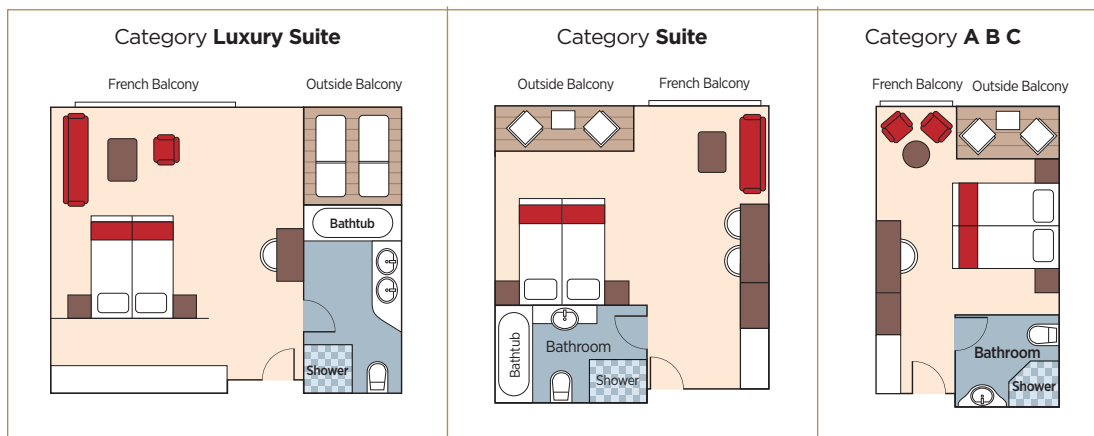 Category Luxury Suite
French Balcony
Outside Balcony
Bathtub
Shower
Category Suite
Outside Balcony
French Balcony
Bathtub
Bathroom
Shower
Category A B C
French Balcony
Outside Balcony
Bathroom
Shower